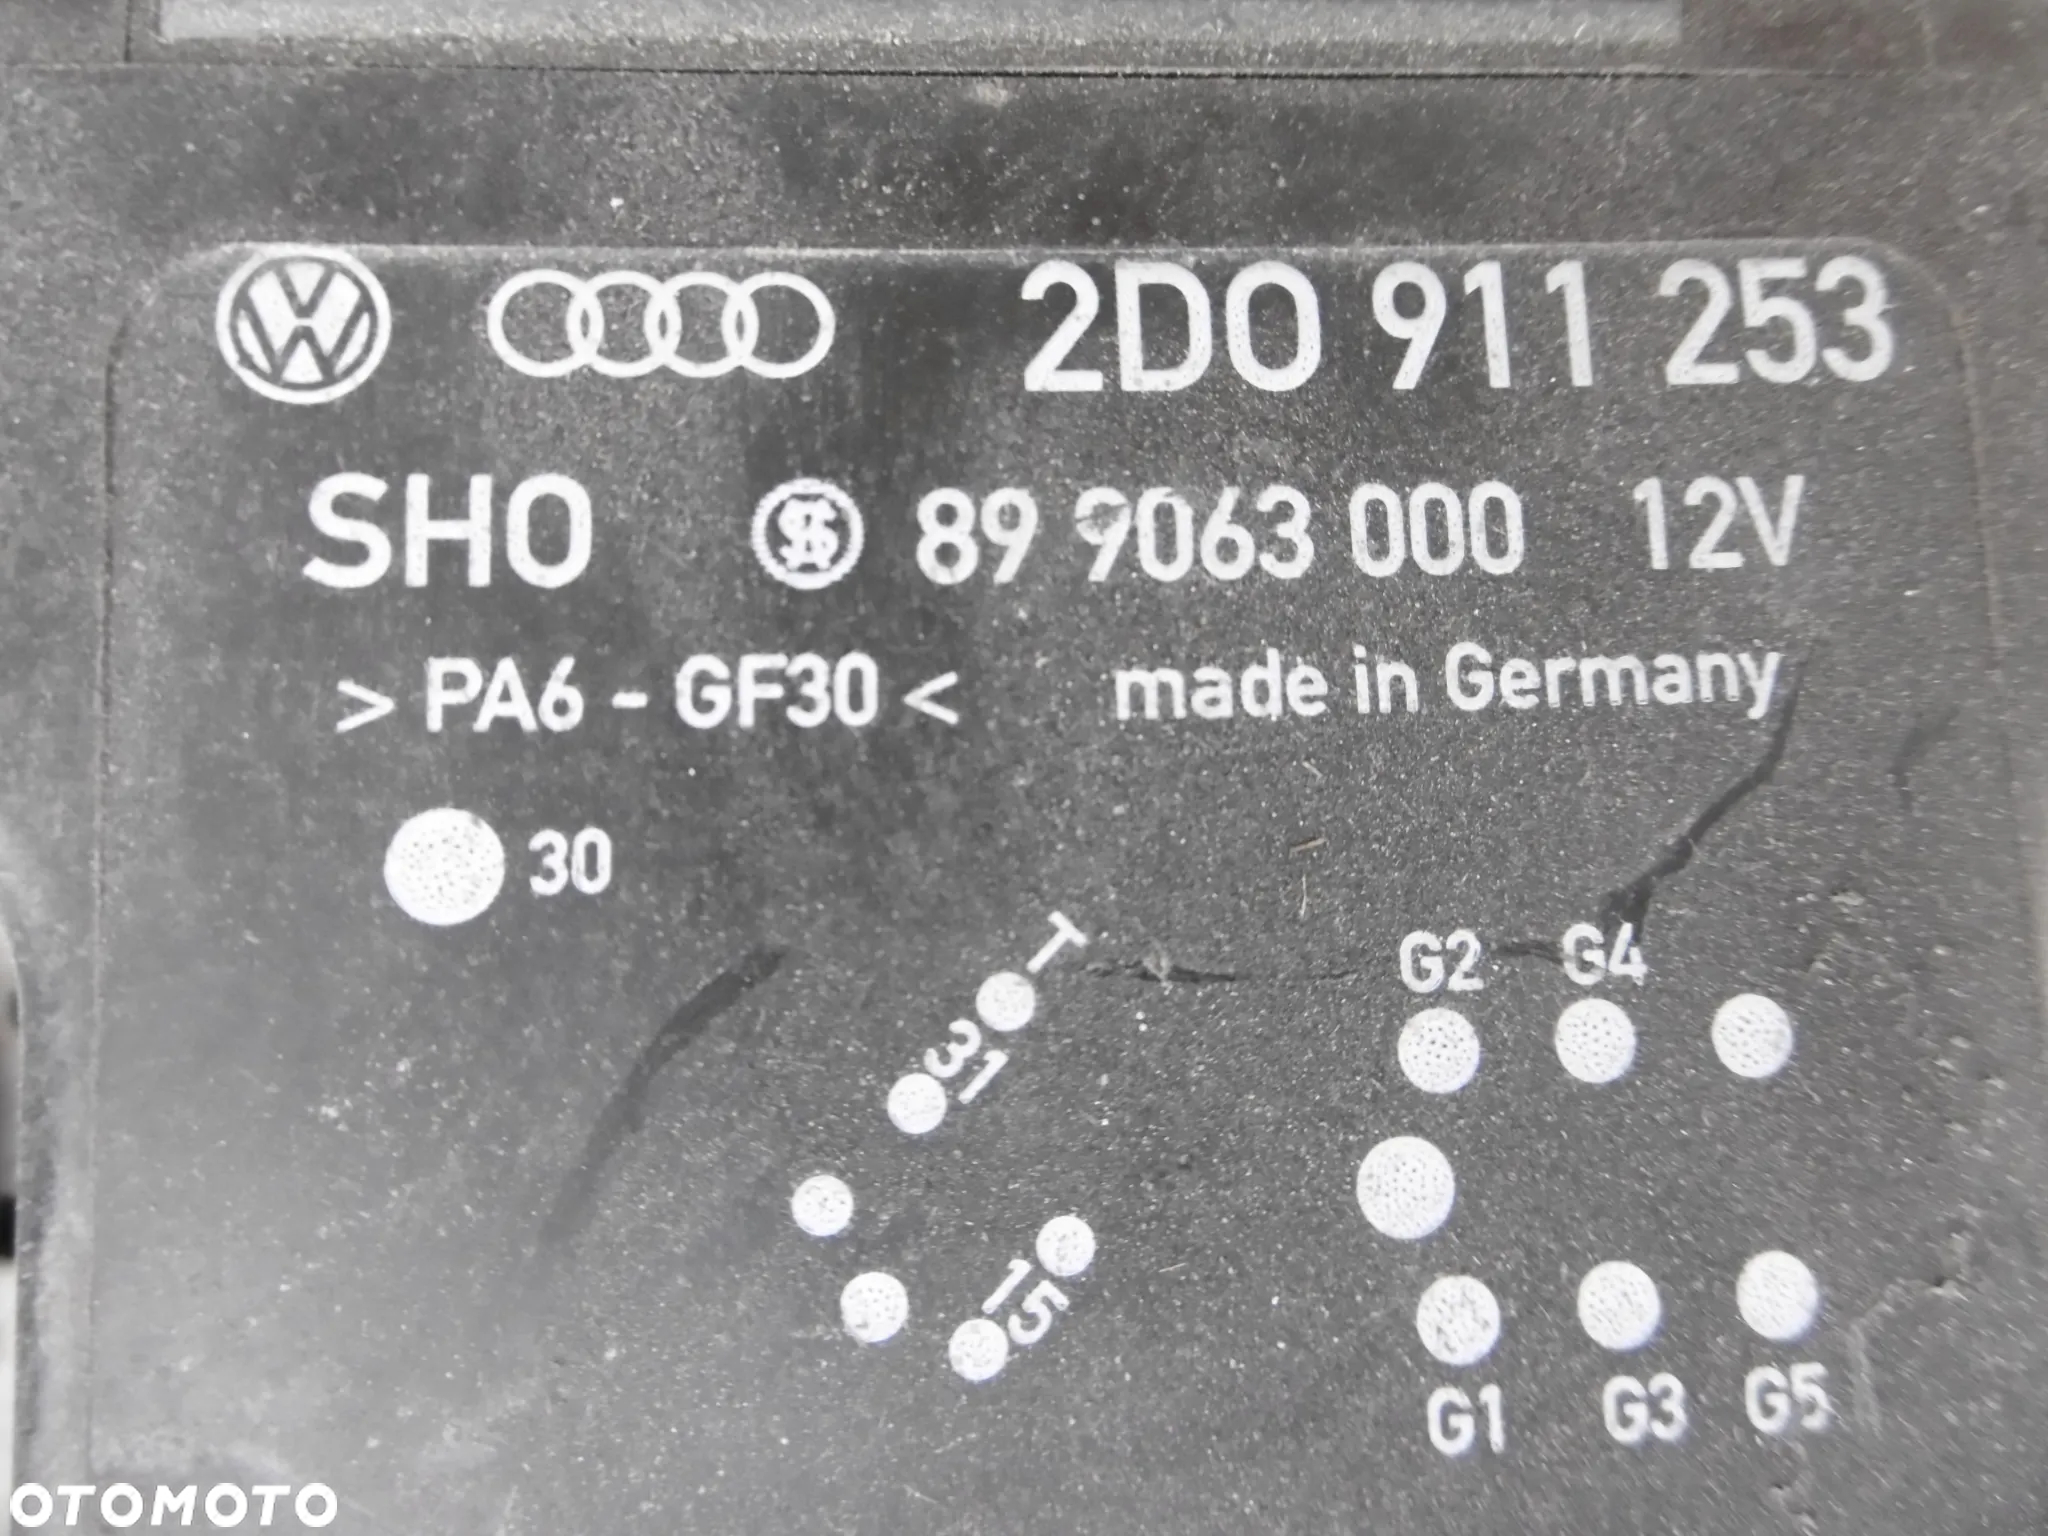 2D0 911 253
SHO 89 9063 000 12V
> PA6 - GF30 < made in Germany
30
T
31
G2 G4
15
G1 G3 G5
OTOMOTO